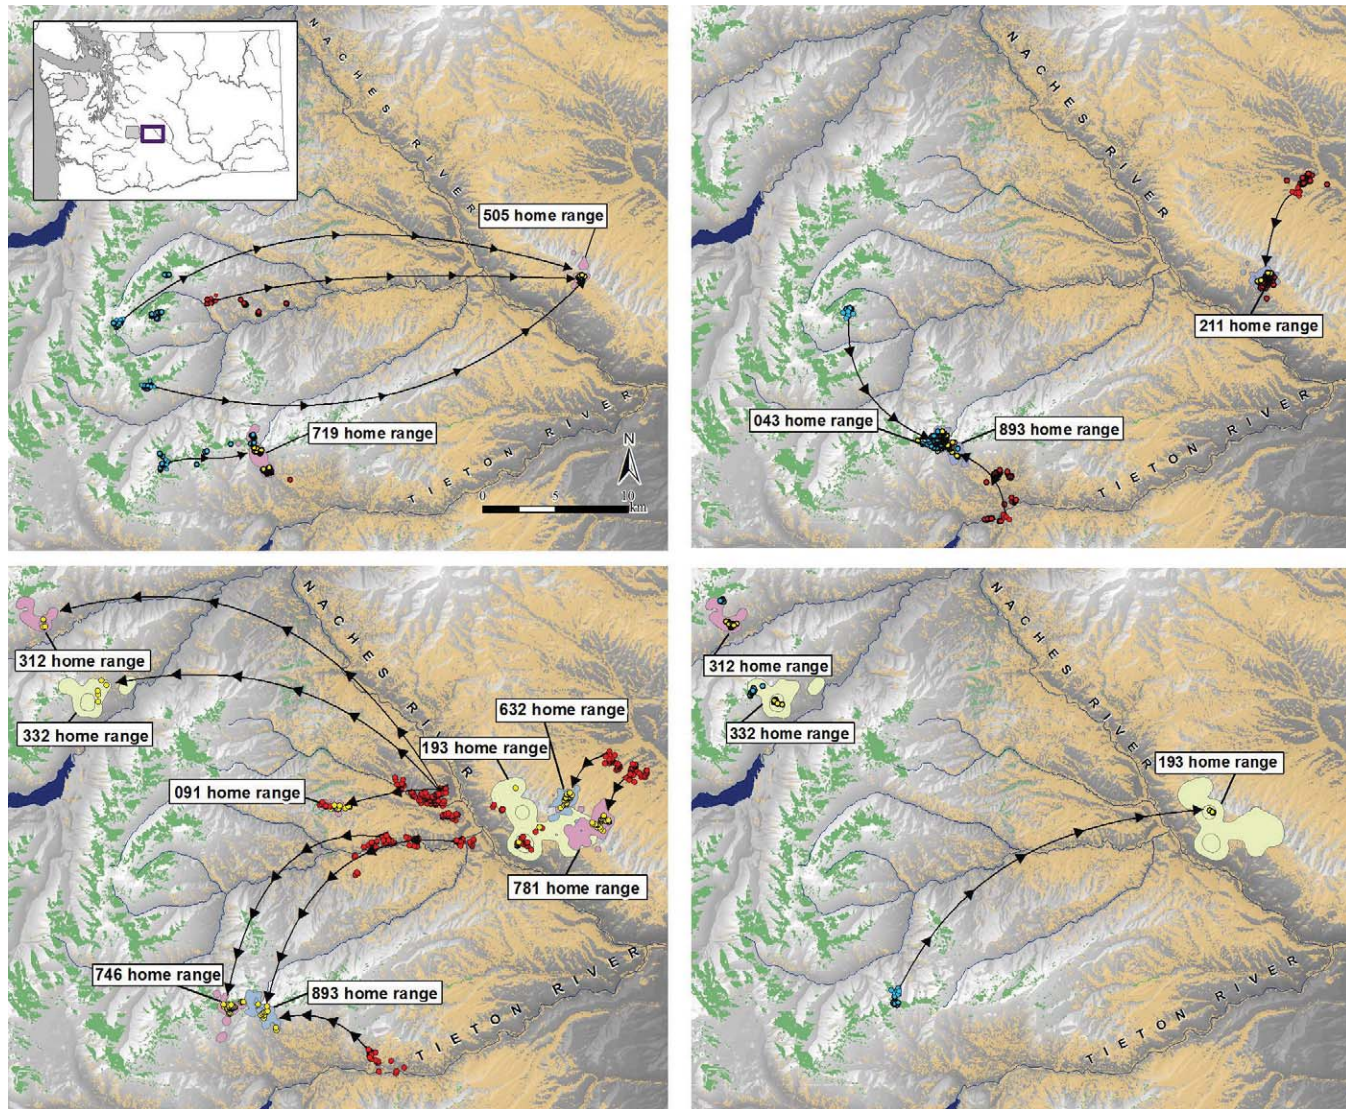 NACHES RIVER
505 home range
719 home range
N
TIETON RIVER
0 5 10
km
NACHES RIVER
211 home range
043 home range
893 home range
TIETON RIVER
NACHES RIVER
312 home range
332 home range
632 home range
193 home range
091 home range
781 home range
746 home range
893 home range
TIETON RIVER
NACHES RIVER
312 home range
332 home range
193 home range
TIETON RIVER